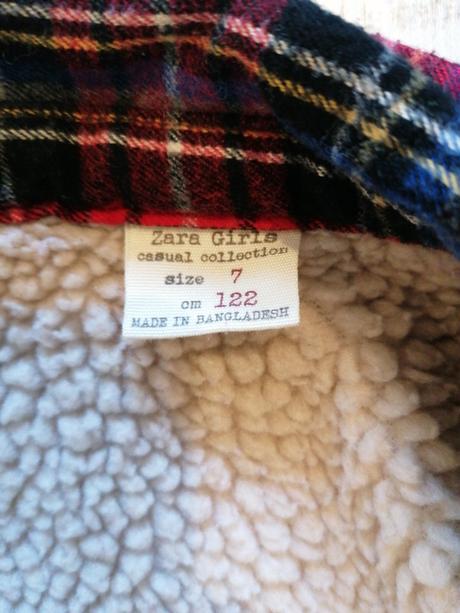 Zara Girls
casual collection
size 7
cm 122
MADE IN BANGLADESH